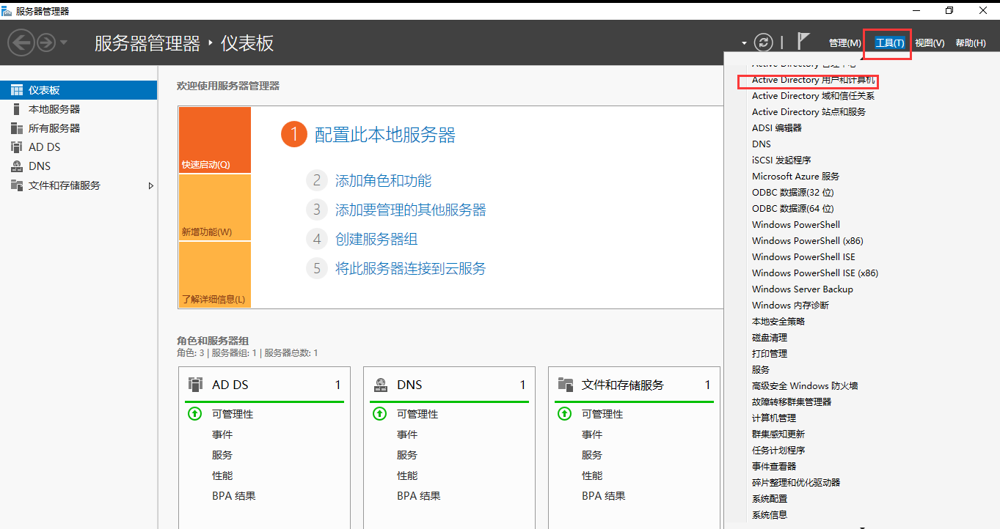 服务器管理器
服务器管理器 ‣ 仪表板
管理(M) 工具(T) 视图(V) 帮助(H)
仪表板
本地服务器
所有服务器
AD DS
DNS
文件和存储服务
欢迎使用服务器管理器
快速启动(Q)
新增功能(W)
了解详细信息(L)
1 配置此本地服务器
2 添加角色和功能
3 添加要管理的其他服务器
4 创建服务器组
5 将此服务器连接到云服务
角色和服务器组
角色: 3 | 服务器组: 1 | 服务器总数: 1
AD DS 1
可管理性
事件
服务
性能
BPA 结果
DNS 1
可管理性
事件
服务
性能
BPA 结果
文件和存储服务 1
可管理性
事件
服务
性能
BPA 结果
Active Directory 管理中心
Active Directory 用户和计算机
Active Directory 域和信任关系
Active Directory 站点和服务
ADSI 编辑器
DNS
iSCSI 发起程序
Microsoft Azure 服务
ODBC 数据源(32 位)
ODBC 数据源(64 位)
Windows PowerShell
Windows PowerShell (x86)
Windows PowerShell ISE
Windows PowerShell ISE (x86)
Windows Server Backup
Windows 内存诊断
本地安全策略
磁盘清理
打印管理
服务
高级安全 Windows 防火墙
故障转移群集管理器
计算机管理
群集感知更新
任务计划程序
事件查看器
碎片整理和优化驱动器
系统配置
系统信息